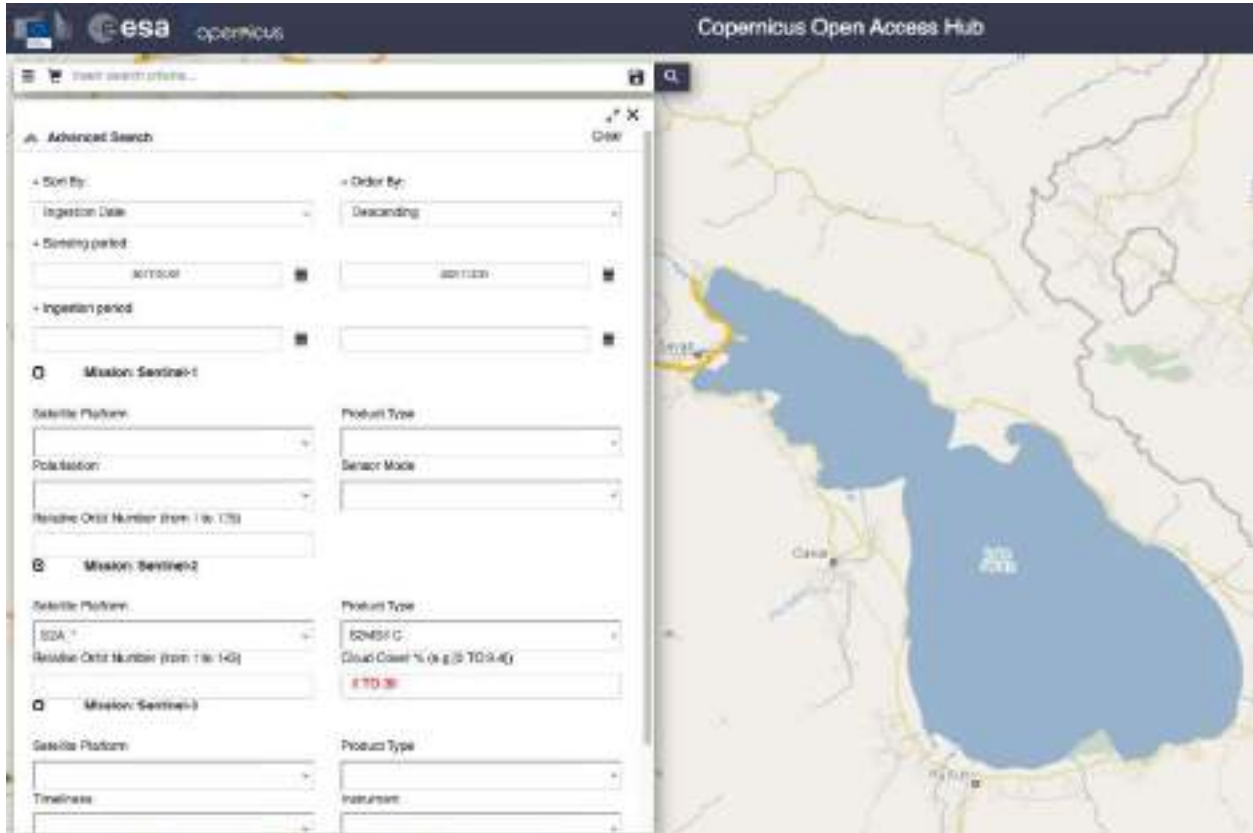 esa
opernicus
Copernicus Open Access Hub
Insert search criteria...
Advanced Search
Clear
» Sort By:
» Order By:
Ingestion Date
Descending
» Sensing period
» Ingestion period
Mission: Sentinel-1
Satellite Platform
Product Type
Polarisation
Sensor Mode
Relative Orbit Number (from 1 to 175)
Mission: Sentinel-2
Satellite Platform
Product Type
S2A_*
Relative Orbit Number (from 1 to 143)
Cloud Cover % (e.g.[0 TO 9.4])
Mission: Sentinel-3
Satellite Platform
Product Type
Timeliness
Instrument